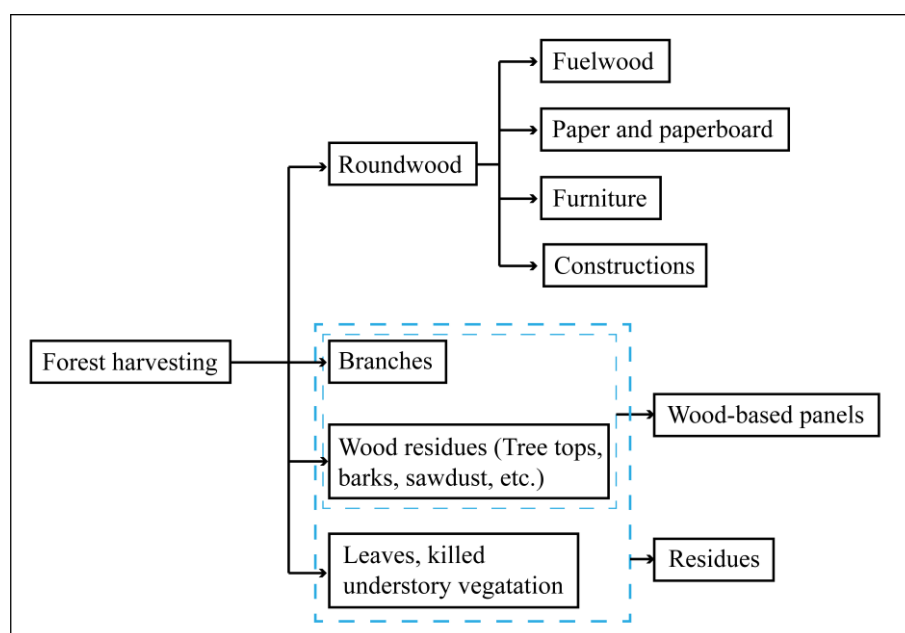 Fuelwood
Paper and paperboard
Roundwood
Furniture
Constructions
Forest harvesting
Branches
Wood-based panels
Wood residues (Tree tops,
barks, sawdust, etc.)
Leaves, killed
understory vegatation
Residues